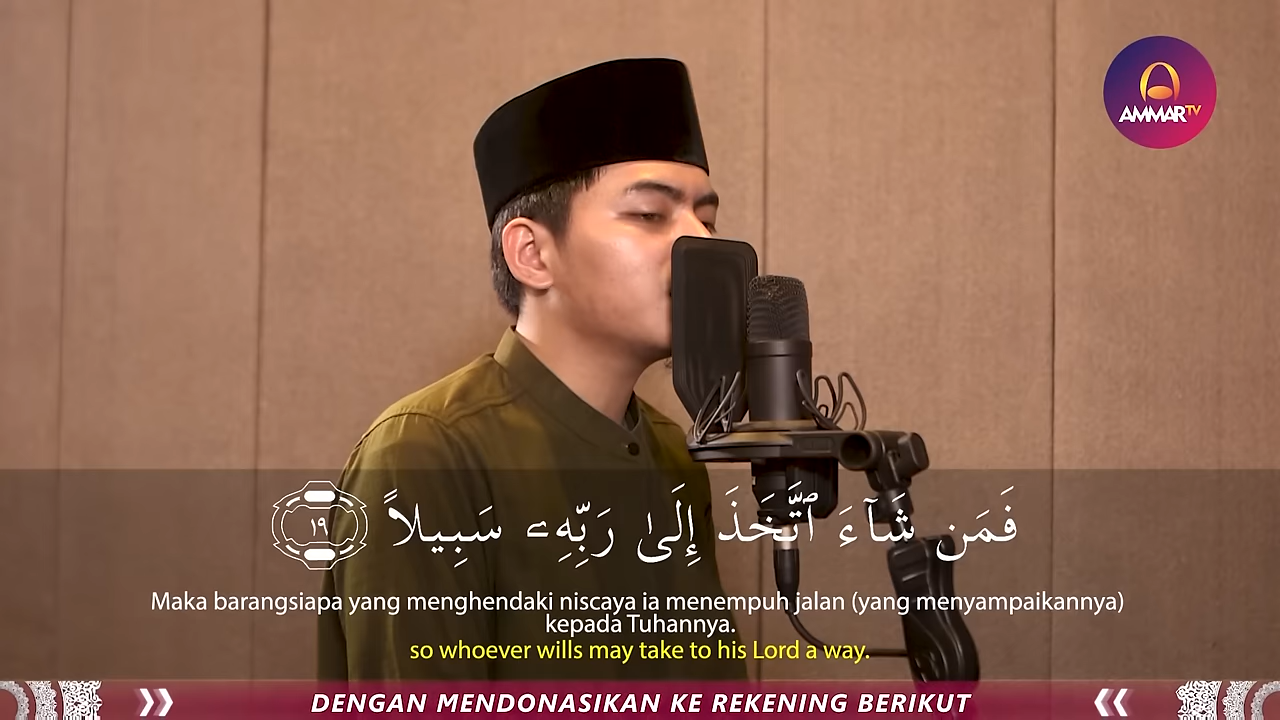 AMMAR TV
فَمَن شَآءَ ٱتَّخَذَ إِلَىٰ رَبِّهِۦ سَبِيلاً ١٩
Maka barangsiapa yang menghendaki niscaya ia menempuh jalan (yang menyampaikannya)
kepada Tuhannya.
so whoever wills may take to his Lord a way.
DENGAN MENDONASIKAN KE REKENING BERIKUT